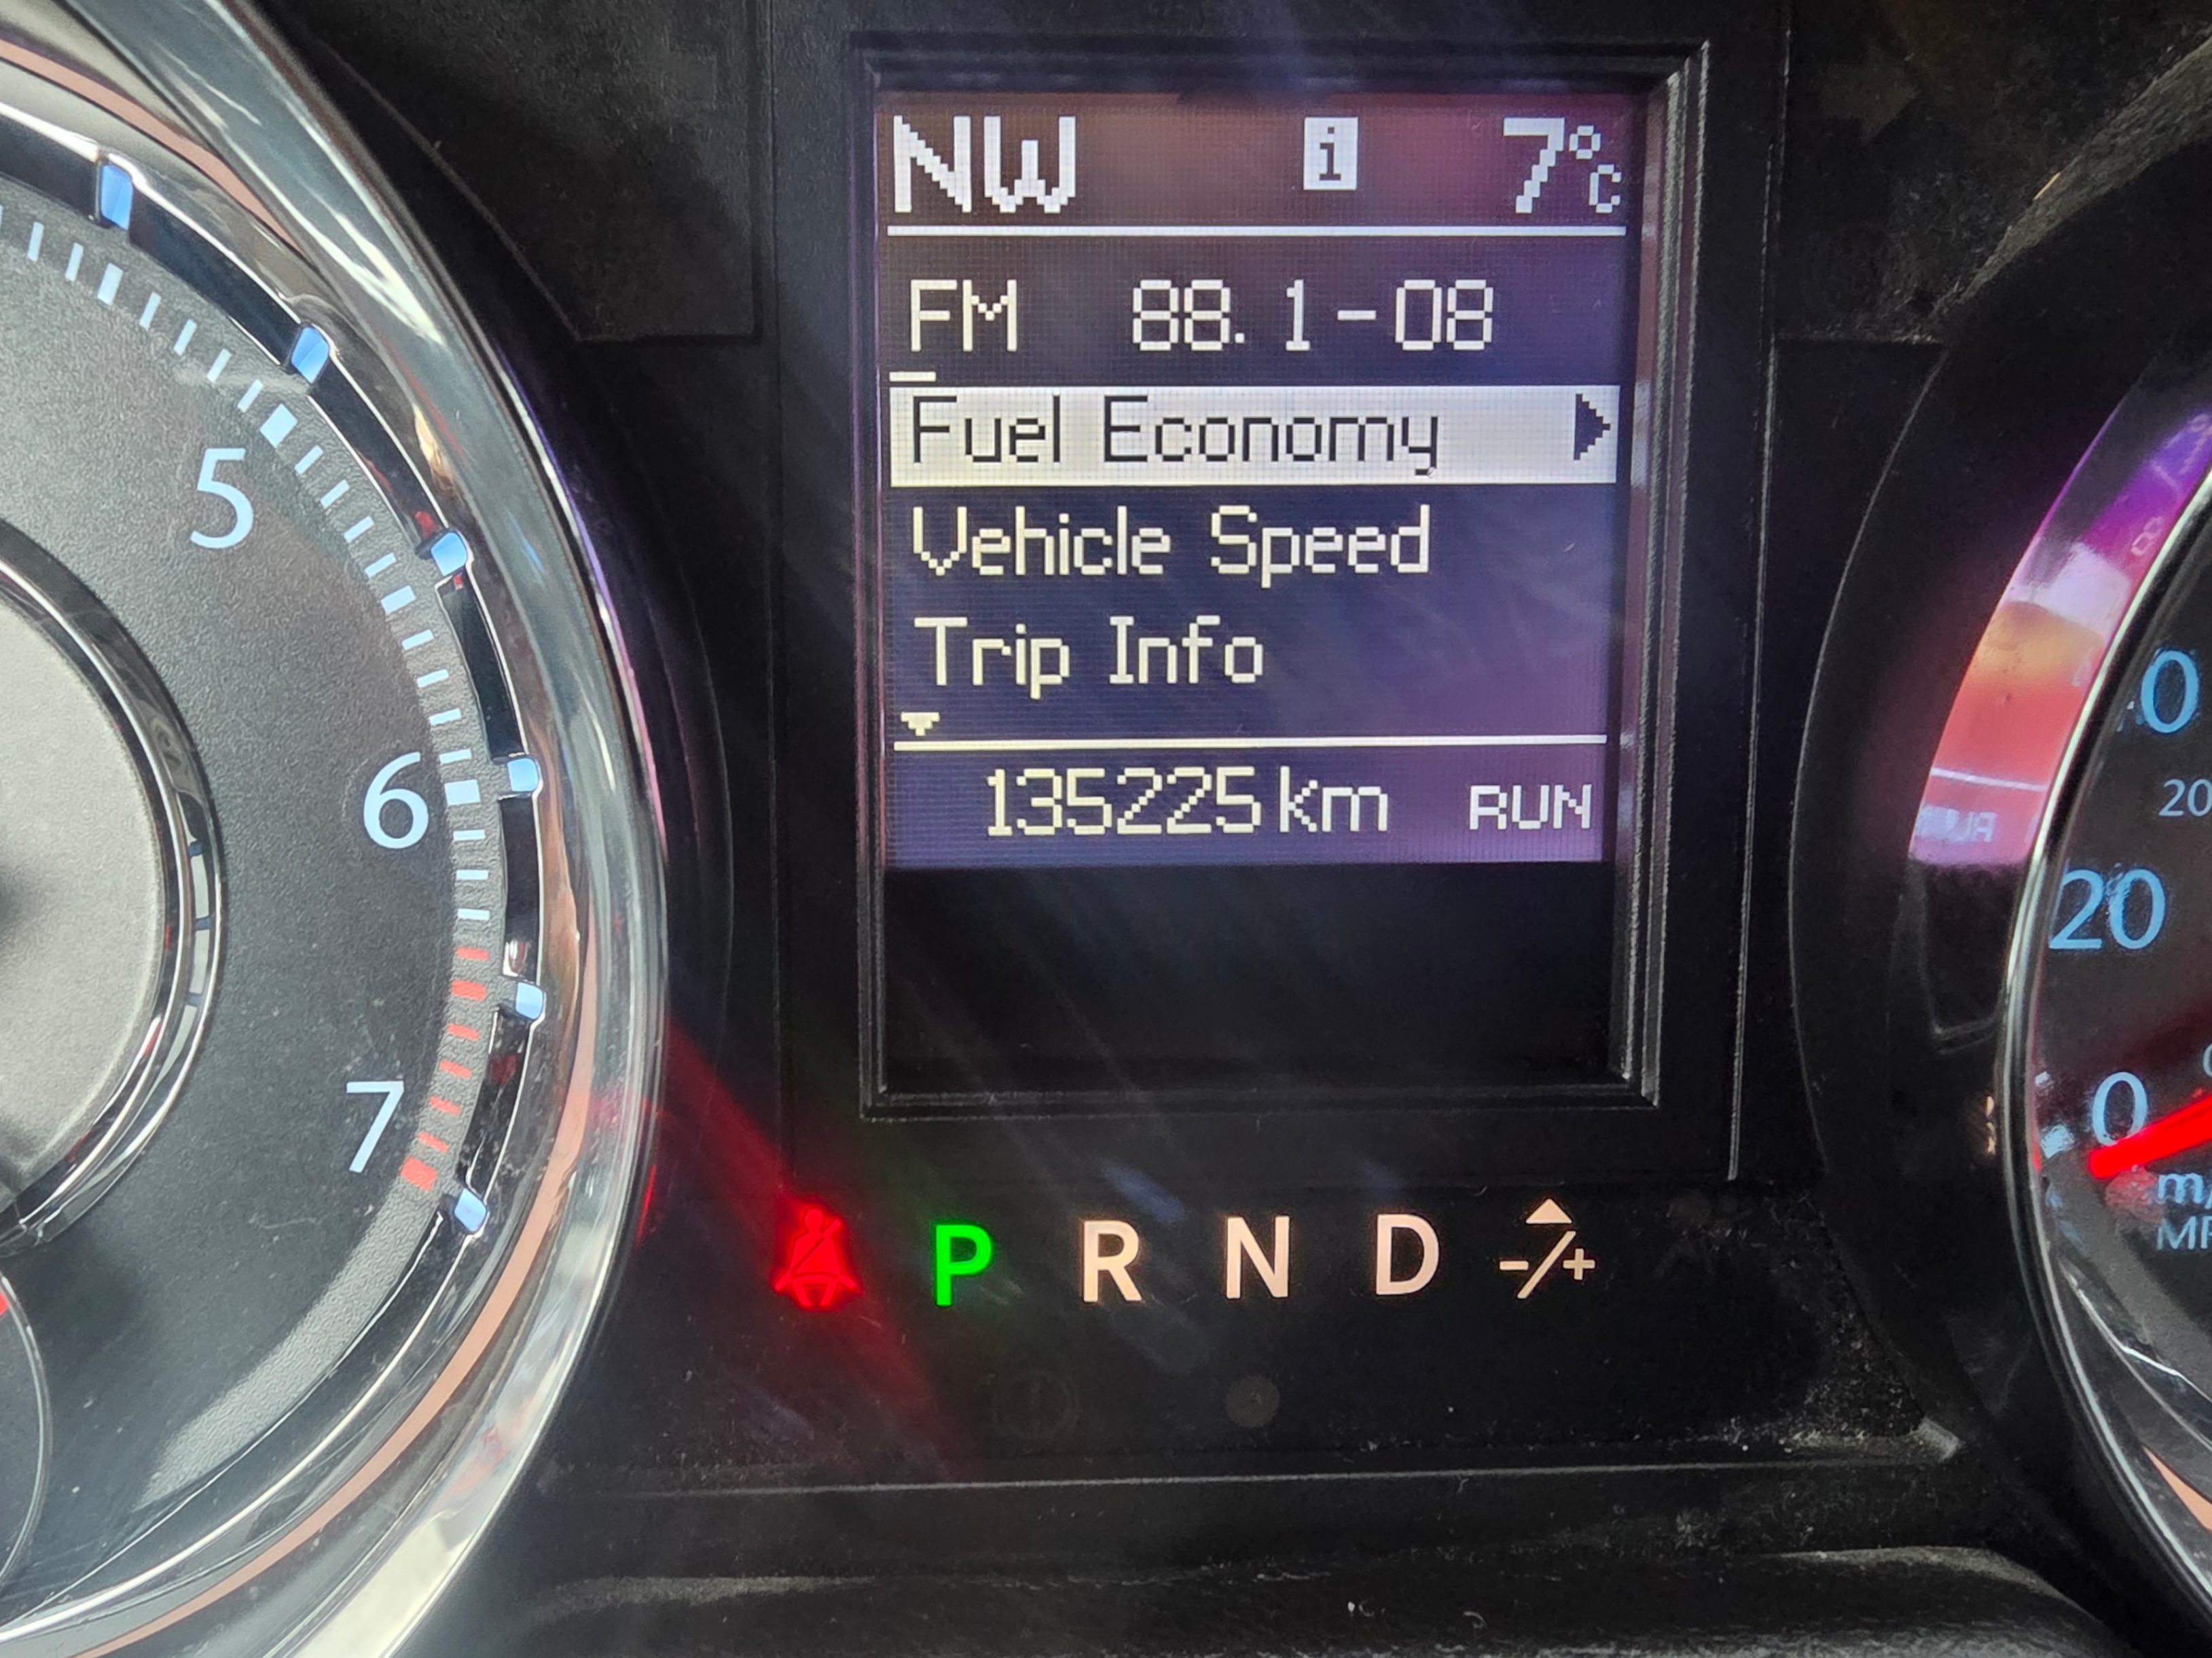 NW i 7°C
FM 88.1-08
Fuel Economy
Vehicle Speed
Trip Info
135225 km RUN
P R N D -/+
5
6
7
20
0